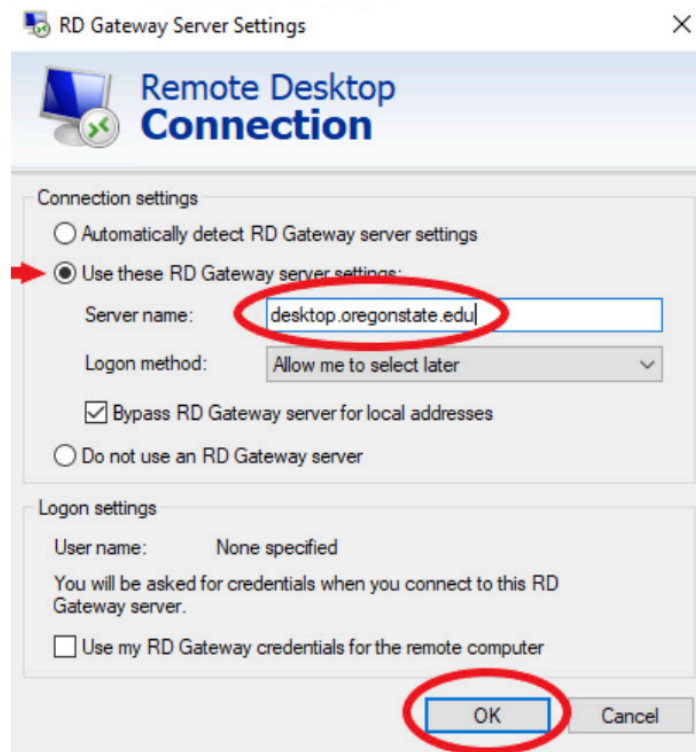 RD Gateway Server Settings
Remote Desktop
Connection
Connection settings
Automatically detect RD Gateway server settings
Use these RD Gateway server settings:
Server name: desktop.oregonstate.edu
Logon method: Allow me to select later
Bypass RD Gateway server for local addresses
Do not use an RD Gateway server
Logon settings
User name: None specified
You will be asked for credentials when you connect to this RD
Gateway server.
Use my RD Gateway credentials for the remote computer
OK Cancel